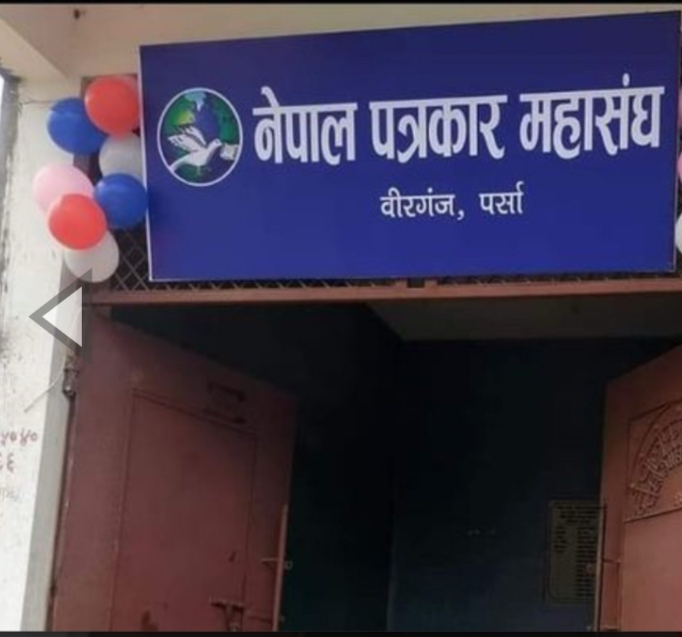 नेपाल पत्रकार महासंघ
वीरगंज, पर्सा